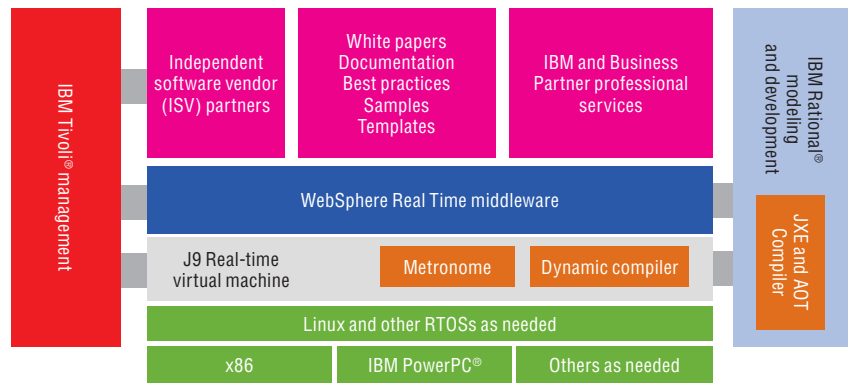 IBM Tivoli® management
Independent
software vendor
(ISV) partners
White papers
Documentation
Best practices
Samples
Templates
IBM and Business
Partner professional
services
IBM Rational®
modeling
and development
WebSphere Real Time middleware
J9 Real-time
virtual machine
Metronome
Dynamic compiler
JXE and AOT
Compiler
Linux and other RTOSs as needed
x86
IBM PowerPC®
Others as needed